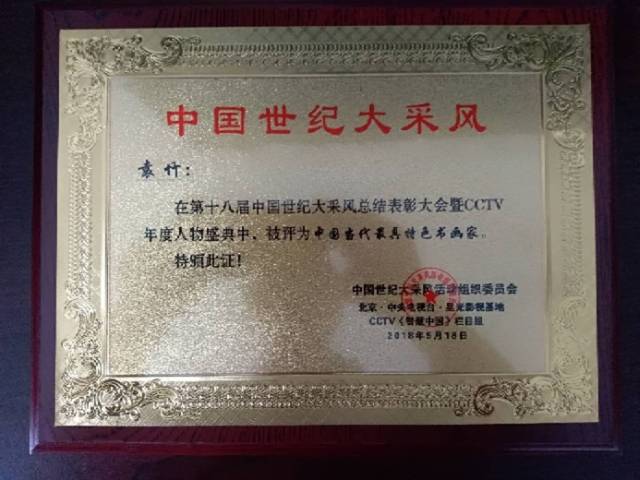 中国世纪大采风
袁竹：
在第十八届中国世纪大采风总结表彰大会暨CCTV
年度人物盛典中，被评为中国当代最具特色书画家。
特颁此证！
中国世纪大采风活动组织委员会
北京·中央电视台·星光影视基地
CCTV《智慧中国》栏目组
2018年5月18日